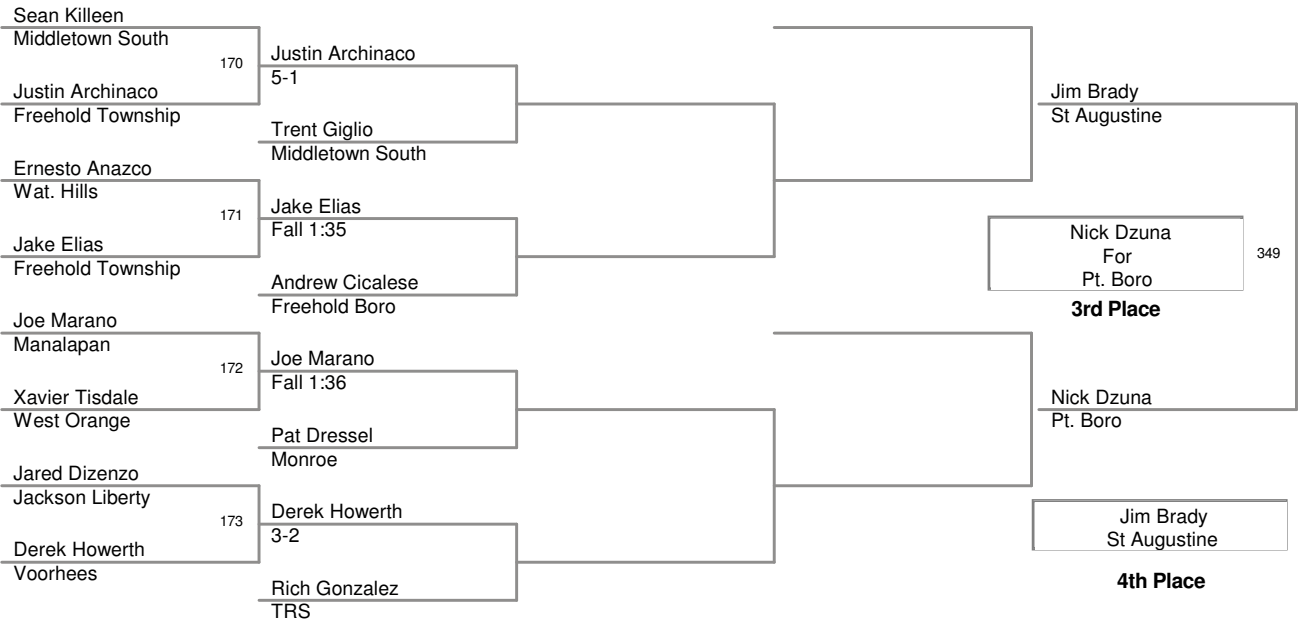 Sean Killeen
Middletown South
170
Justin Archinaco
Freehold Township
Ernesto Anazco
Wat. Hills
171
Jake Elias
Freehold Township
Joe Marano
Manalapan
172
Xavier Tisdale
West Orange
Jared Dizenzo
Jackson Liberty
173
Derek Howerth
Voorhees
Justin Archinaco
5-1
Trent Giglio
Middletown South
Jake Elias
Fall 1:35
Andrew Cicalese
Freehold Boro
Joe Marano
Fall 1:36
Pat Dressel
Monroe
Derek Howerth
3-2
Rich Gonzalez
TRS
Jim Brady
St Augustine
Nick Dzuna
For
Pt. Boro
349
3rd Place
Nick Dzuna
Pt. Boro
Jim Brady
St Augustine
4th Place